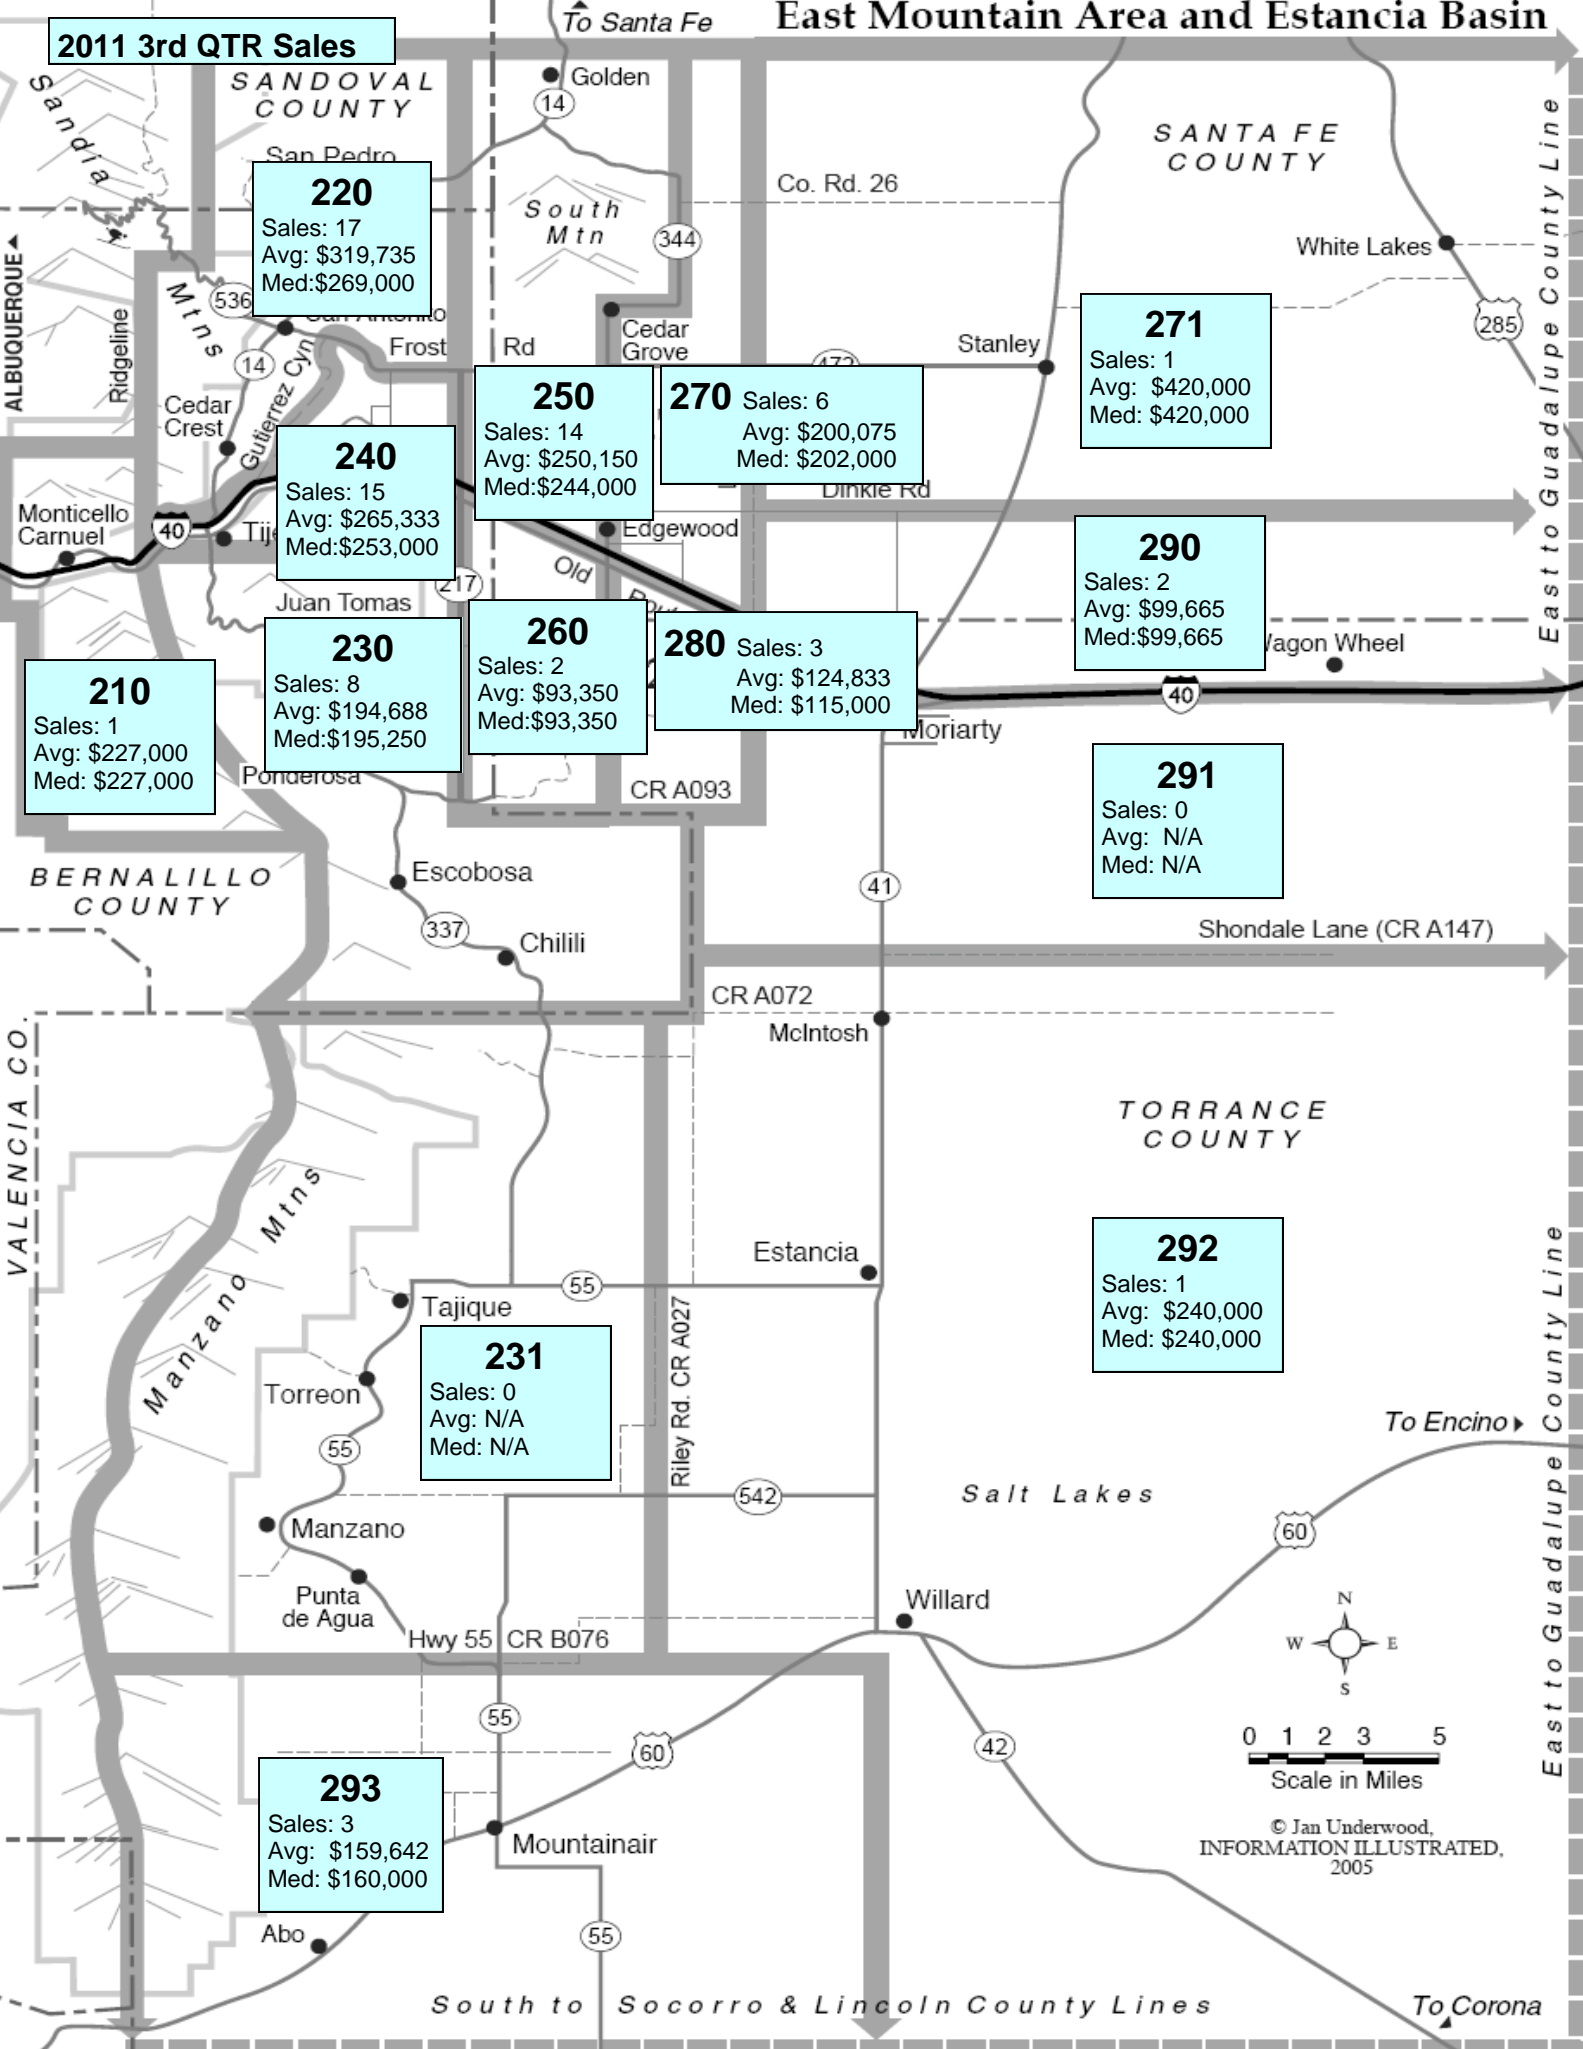 East Mountain Area and Estancia Basin
2011 3rd QTR Sales
To Santa Fe
Golden
14
SANDOVAL
COUNTY
Sandia
Mtns
San Pedro
220
Sales: 17
Avg: $319,735
Med:$269,000
South
Mtn
344
Co. Rd. 26
SANTA FE
COUNTY
White Lakes
285
East to Guadalupe County Line
ALBUQUERQUE
Ridgeline
536
San Antonito
Frost Rd
14
Gutierrez Cyn
Cedar
Crest
Cedar
Grove
472
Stanley
271
Sales: 1
Avg: $420,000
Med: $420,000
250
Sales: 14
Avg: $250,150
Med:$244,000
270 Sales: 6
Avg: $200,075
Med: $202,000
240
Sales: 15
Avg: $265,333
Med:$253,000
Dinkle Rd
Monticello
Carnuel
40
Tije
Edgewood
Old
217
Juan Tomas
290
Sales: 2
Avg: $99,665
Med:$99,665
Wagon Wheel
40
230
Sales: 8
Avg: $194,688
Med:$195,250
260
Sales: 2
Avg: $93,350
Med:$93,350
280 Sales: 3
Avg: $124,833
Med: $115,000
210
Sales: 1
Avg: $227,000
Med: $227,000
Moriarty
Ponderosa
CR A093
291
Sales: 0
Avg: N/A
Med: N/A
BERNALILLO
COUNTY
Escobosa
41
337
Chilili
Shondale Lane (CR A147)
CR A072
McIntosh
VALENCIA CO.
TORRANCE
COUNTY
Manzano Mtns
Estancia
55
Tajique
292
Sales: 1
Avg: $240,000
Med: $240,000
Riley Rd. CR A027
231
Sales: 0
Avg: N/A
Med: N/A
Torreon
55
To Encino
East to Guadalupe County Line
542
Salt Lakes
60
Manzano
Punta
de Agua
Willard
Hwy 55 CR B076
N
W E
S
55
60
42
0 1 2 3 5
Scale in Miles
293
Sales: 3
Avg: $159,642
Med: $160,000
Mountainair
© Jan Underwood,
INFORMATION ILLUSTRATED,
2005
Abo
55
South to Socorro & Lincoln County Lines
To Corona